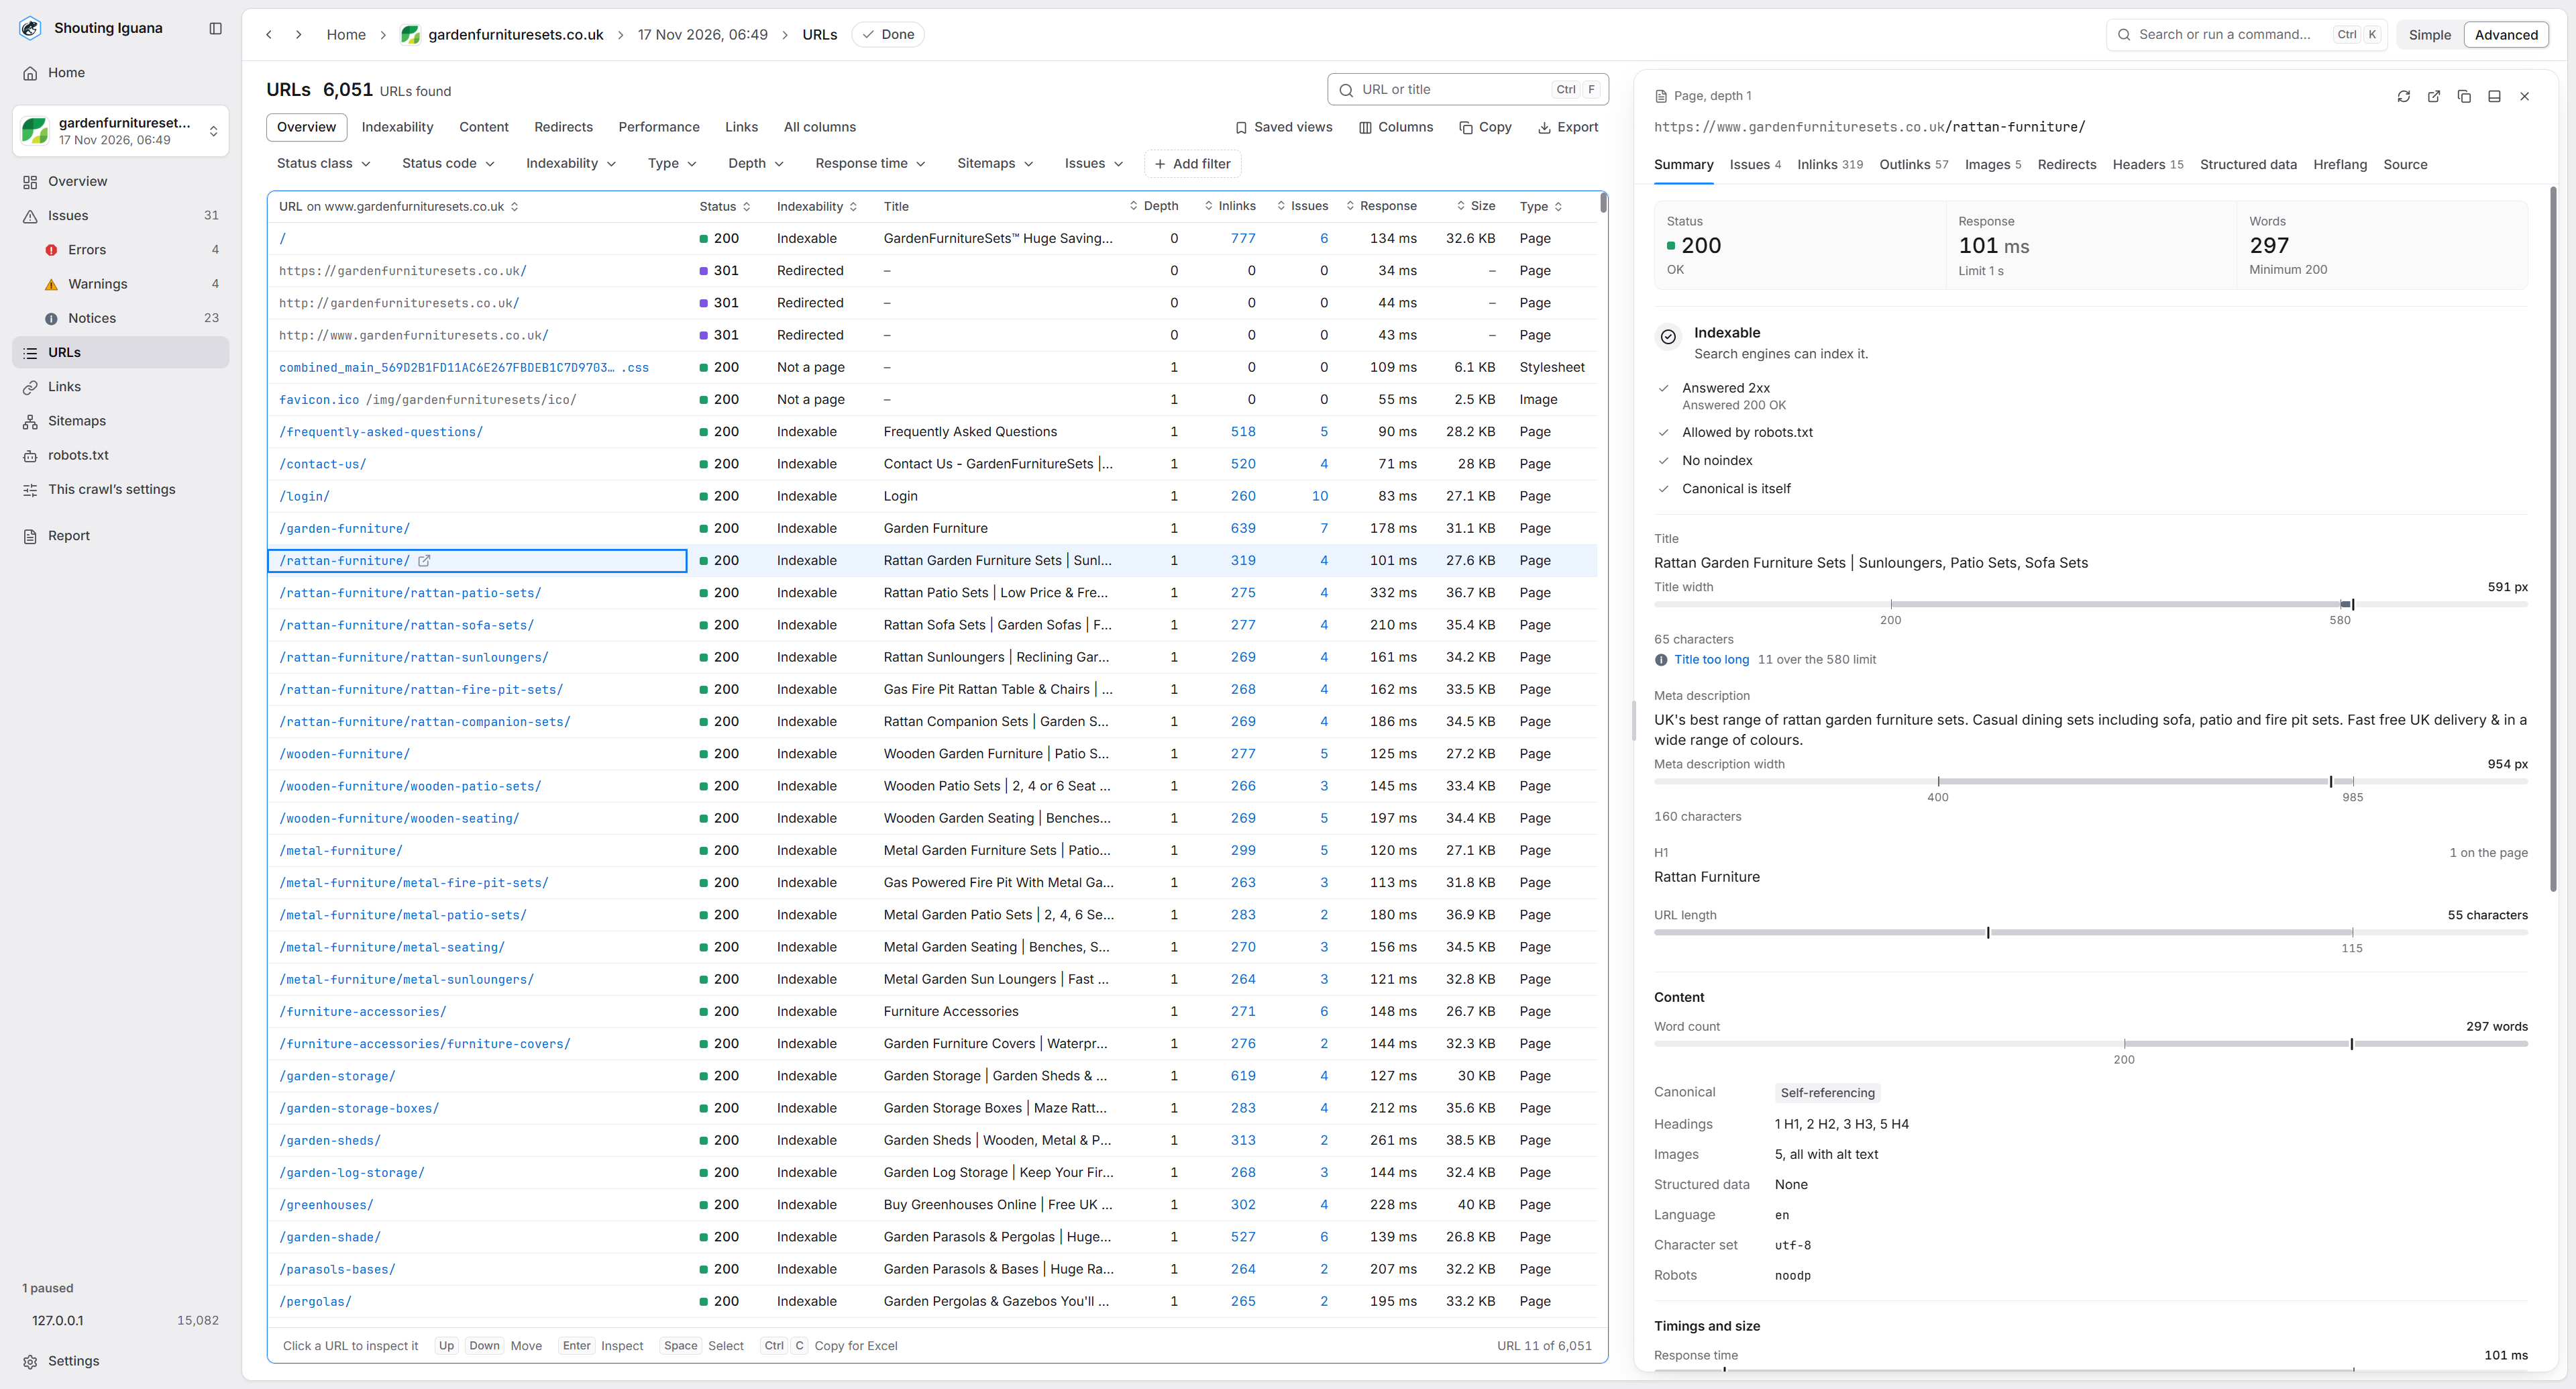 Shouting Iguana
Home
gardenfurnitureset...
17 Nov 2026, 06:49
Overview
Issues 31
Errors 4
Warnings 4
Notices 23
URLs
Links
Sitemaps
robots.txt
This crawl's settings
Report
1 paused
127.0.0.1 15,082
Settings
Home gardenfurnituresets.co.uk 17 Nov 2026, 06:49 URLs Done
Search or run a command... Ctrl K Simple Advanced
URLs 6,051 URLs found
URL or title Ctrl F
Overview Indexability Content Redirects Performance Links All columns
Saved views Columns Copy Export
Status class Status code Indexability Type Depth Response time Sitemaps Issues Add filter
URL on www.gardenfurnituresets.co.uk Status Indexability Title Depth Inlinks Issues Response Size Type
/ 200 Indexable GardenFurnitureSets™ Huge Saving... 0 777 6 134 ms 32.6 KB Page
https://gardenfurnituresets.co.uk/ 301 Redirected – 0 0 0 34 ms – Page
http://gardenfurnituresets.co.uk/ 301 Redirected – 0 0 0 44 ms – Page
http://www.gardenfurnituresets.co.uk/ 301 Redirected – 0 0 0 43 ms – Page
combined_main_569D2B1FD11AC6E267FBDEB1C7D9703… .css 200 Not a page – 1 0 0 109 ms 6.1 KB Stylesheet
favicon.ico /img/gardenfurnituresets/ico/ 200 Not a page – 1 0 0 55 ms 2.5 KB Image
/frequently-asked-questions/ 200 Indexable Frequently Asked Questions 1 518 5 90 ms 28.2 KB Page
/contact-us/ 200 Indexable Contact Us - GardenFurnitureSets |... 1 520 4 71 ms 28 KB Page
/login/ 200 Indexable Login 1 260 10 83 ms 27.1 KB Page
/garden-furniture/ 200 Indexable Garden Furniture 1 639 7 178 ms 31.1 KB Page
/rattan-furniture/ 200 Indexable Rattan Garden Furniture Sets | Sunl... 1 319 4 101 ms 27.6 KB Page
/rattan-furniture/rattan-patio-sets/ 200 Indexable Rattan Patio Sets | Low Price & Fre... 1 275 4 332 ms 36.7 KB Page
/rattan-furniture/rattan-sofa-sets/ 200 Indexable Rattan Sofa Sets | Garden Sofas | F... 1 277 4 210 ms 35.4 KB Page
/rattan-furniture/rattan-sunloungers/ 200 Indexable Rattan Sunloungers | Reclining Gar... 1 269 4 161 ms 34.2 KB Page
/rattan-furniture/rattan-fire-pit-sets/ 200 Indexable Gas Fire Pit Rattan Table & Chairs | ... 1 268 4 162 ms 33.5 KB Page
/rattan-furniture/rattan-companion-sets/ 200 Indexable Rattan Companion Sets | Garden S... 1 269 4 186 ms 34.5 KB Page
/wooden-furniture/ 200 Indexable Wooden Garden Furniture | Patio S... 1 277 5 125 ms 27.2 KB Page
/wooden-furniture/wooden-patio-sets/ 200 Indexable Wooden Patio Sets | 2, 4 or 6 Seat ... 1 266 3 145 ms 33.4 KB Page
/wooden-furniture/wooden-seating/ 200 Indexable Wooden Garden Seating | Benches... 1 269 5 197 ms 34.4 KB Page
/metal-furniture/ 200 Indexable Metal Garden Furniture Sets | Patio... 1 299 5 120 ms 27.1 KB Page
/metal-furniture/metal-fire-pit-sets/ 200 Indexable Gas Powered Fire Pit With Metal Ga... 1 263 3 113 ms 31.8 KB Page
/metal-furniture/metal-patio-sets/ 200 Indexable Metal Garden Patio Sets | 2, 4, 6 Se... 1 283 2 180 ms 36.9 KB Page
/metal-furniture/metal-seating/ 200 Indexable Metal Garden Seating | Benches, S... 1 270 3 156 ms 34.5 KB Page
/metal-furniture/metal-sunloungers/ 200 Indexable Metal Garden Sun Loungers | Fast ... 1 264 3 121 ms 32.8 KB Page
/furniture-accessories/ 200 Indexable Furniture Accessories 1 271 6 148 ms 26.7 KB Page
/furniture-accessories/furniture-covers/ 200 Indexable Garden Furniture Covers | Waterpr... 1 276 2 144 ms 32.3 KB Page
/garden-storage/ 200 Indexable Garden Storage | Garden Sheds & ... 1 619 4 127 ms 30 KB Page
/garden-storage-boxes/ 200 Indexable Garden Storage Boxes | Maze Ratt... 1 283 4 212 ms 35.6 KB Page
/garden-sheds/ 200 Indexable Garden Sheds | Wooden, Metal & P... 1 313 2 261 ms 38.5 KB Page
/garden-log-storage/ 200 Indexable Garden Log Storage | Keep Your Fir... 1 268 3 144 ms 32.4 KB Page
/greenhouses/ 200 Indexable Buy Greenhouses Online | Free UK ... 1 302 4 228 ms 40 KB Page
/garden-shade/ 200 Indexable Garden Parasols & Pergolas | Huge... 1 527 6 139 ms 26.8 KB Page
/parasols-bases/ 200 Indexable Garden Parasols & Bases | Huge Ra... 1 264 2 207 ms 32.2 KB Page
/pergolas/ 200 Indexable Garden Pergolas & Gazebos You'll ... 1 265 2 195 ms 33.2 KB Page
Click a URL to inspect it Up Down Move Enter Inspect Space Select Ctrl C Copy for Excel URL 11 of 6,051
Page, depth 1
https://www.gardenfurnituresets.co.uk/rattan-furniture/
Summary Issues 4 Inlinks 319 Outlinks 57 Images 5 Redirects Headers 15 Structured data Hreflang Source
Status Response Words
200 101 ms 297
OK Limit 1 s Minimum 200
Indexable
Search engines can index it.
Answered 2xx
Answered 200 OK
Allowed by robots.txt
No noindex
Canonical is itself
Title
Rattan Garden Furniture Sets | Sunloungers, Patio Sets, Sofa Sets
Title width 591 px
200 580
65 characters
Title too long 11 over the 580 limit
Meta description
UK's best range of rattan garden furniture sets. Casual dining sets including sofa, patio and fire pit sets. Fast free UK delivery & in a
wide range of colours.
Meta description width 954 px
400 985
160 characters
H1 1 on the page
Rattan Furniture
URL length 55 characters
115
Content
Word count 297 words
200
Canonical Self-referencing
Headings 1 H1, 2 H2, 3 H3, 5 H4
Images 5, all with alt text
Structured data None
Language en
Character set utf-8
Robots noodp
Timings and size
Response time 101 ms